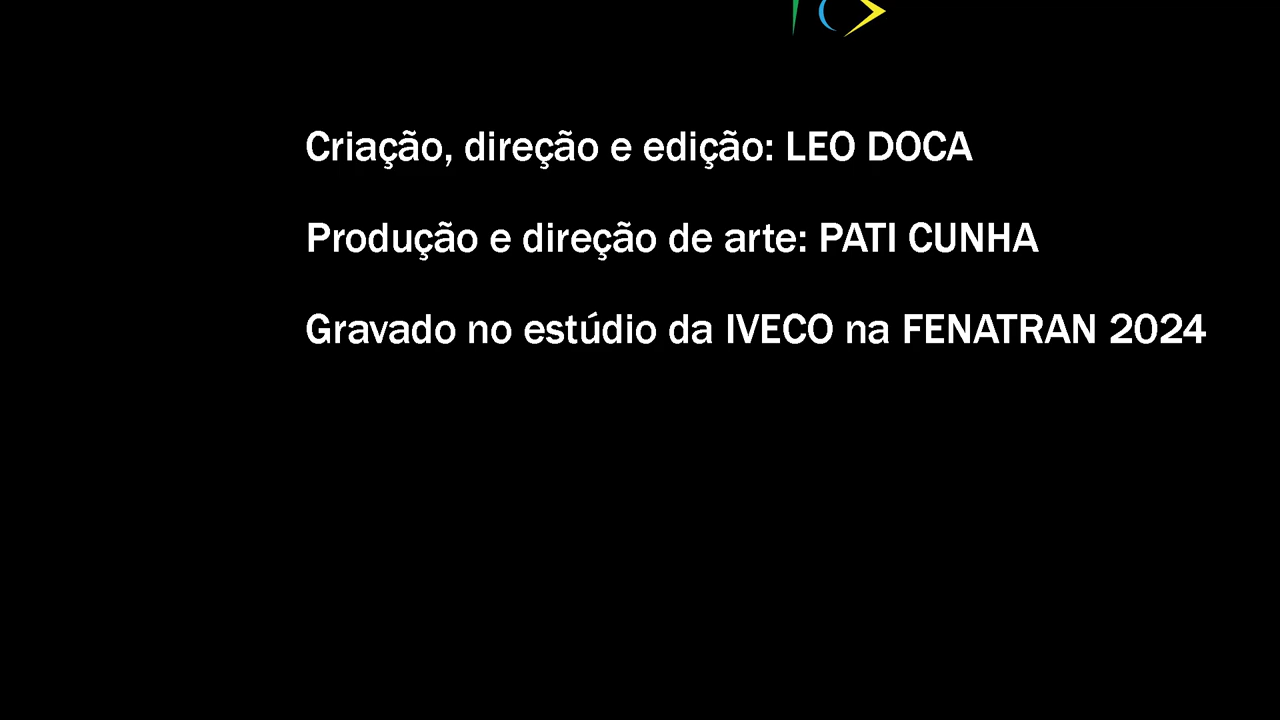 Criação, direção e edição: LEO DOCA
Produção e direção de arte: PATI CUNHA
Gravado no estúdio da IVECO na FENATRAN 2024